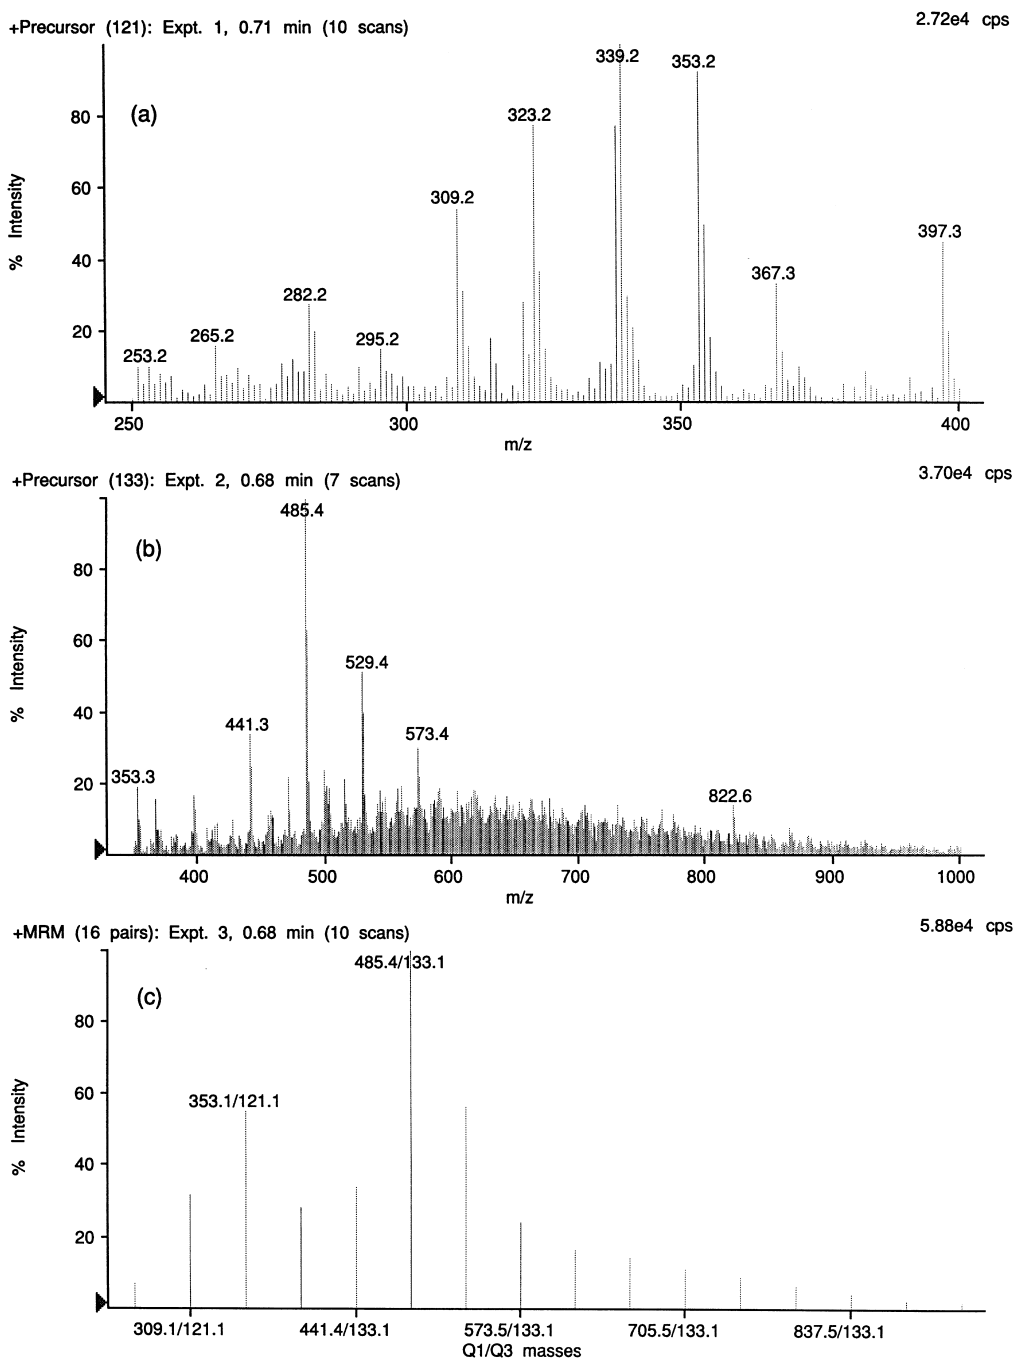 +Precursor (121): Expt. 1, 0.71 min (10 scans) 2.72e4 cps
(a)
% Intensity
80
60
40
20
253.2
265.2
282.2
295.2
309.2
323.2
339.2
353.2
367.3
397.3
250 300 350 400
m/z
+Precursor (133): Expt. 2, 0.68 min (7 scans) 3.70e4 cps
(b)
% Intensity
80
60
40
20
353.3
441.3
485.4
529.4
573.4
822.6
400 500 600 700 800 900 1000
m/z
+MRM (16 pairs): Expt. 3, 0.68 min (10 scans) 5.88e4 cps
(c)
% Intensity
80
60
40
20
353.1/121.1
485.4/133.1
309.1/121.1 441.4/133.1 573.5/133.1 705.5/133.1 837.5/133.1
Q1/Q3 masses